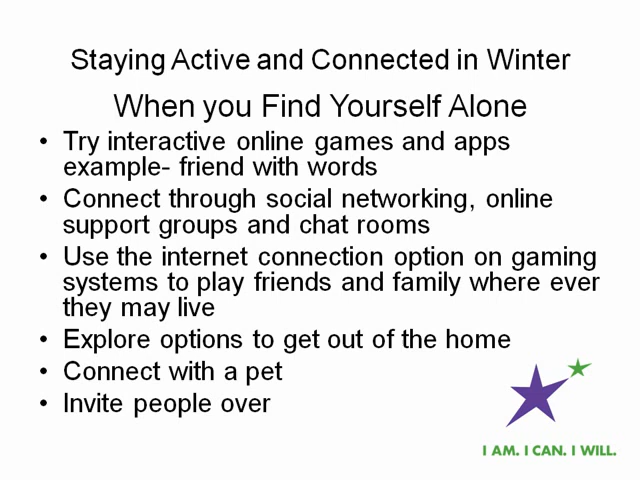 Staying Active and Connected in Winter
When you Find Yourself Alone
• Try interactive online games and apps
example- friend with words
• Connect through social networking, online
support groups and chat rooms
• Use the internet connection option on gaming
systems to play friends and family where ever
they may live
• Explore options to get out of the home
• Connect with a pet
• Invite people over
I AM. I CAN. I WILL.